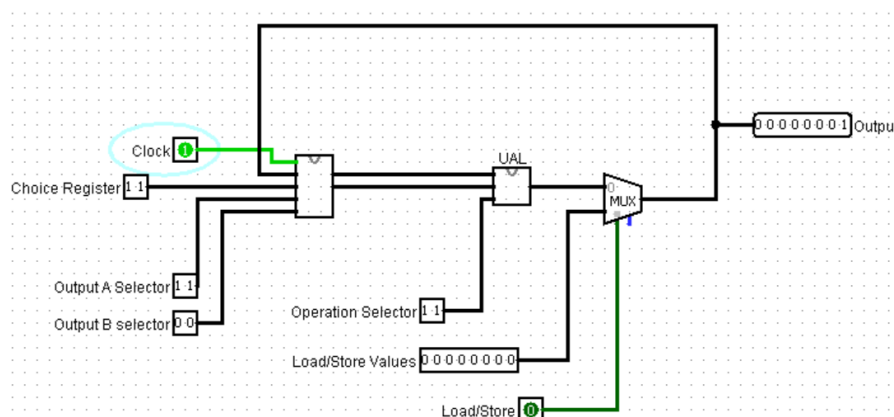 0 0 0 0 0 0 0 1 Outpu
Clock 1
UAL
Choice Register 1 1
0
MUX
Output A Selector 1 1
Operation Selector 1 1
Output B selector 0 0
Load/Store Values 0 0 0 0 0 0 0 0
Load/Store 0